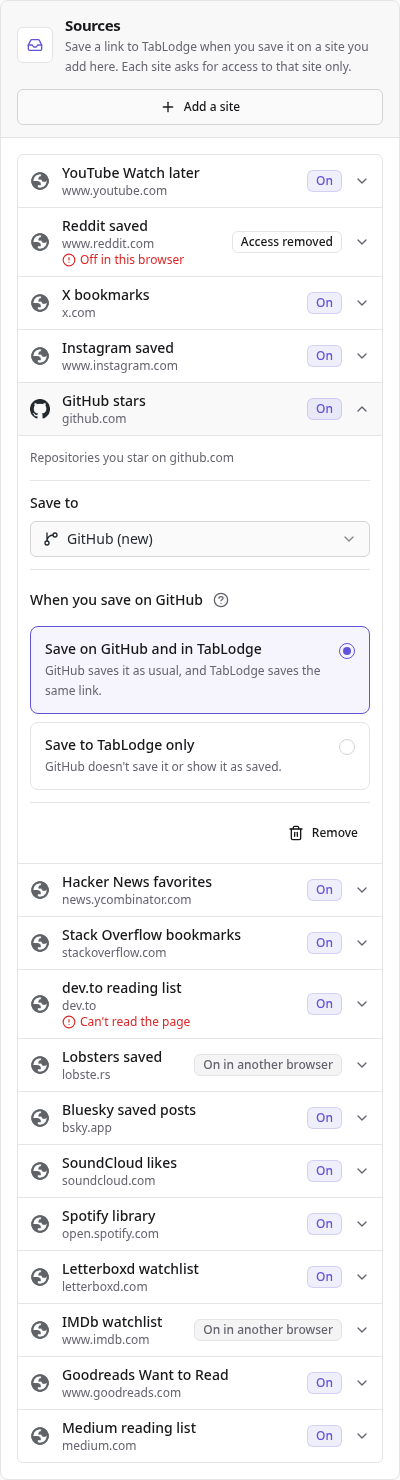 Sources
Save a link to TabLodge when you save it on a site you
add here. Each site asks for access to that site only.
Add a site
YouTube Watch later
www.youtube.com
On
Reddit saved
www.reddit.com
Off in this browser
Access removed
X bookmarks
x.com
On
Instagram saved
www.instagram.com
On
GitHub stars
github.com
On
Repositories you star on github.com
Save to
GitHub (new)
When you save on GitHub
Save on GitHub and in TabLodge
GitHub saves it as usual, and TabLodge saves the
same link.
Save to TabLodge only
GitHub doesn't save it or show it as saved.
Remove
Hacker News favorites
news.ycombinator.com
On
Stack Overflow bookmarks
stackoverflow.com
On
dev.to reading list
dev.to
Can't read the page
On
Lobsters saved
lobste.rs
On in another browser
Bluesky saved posts
bsky.app
On
SoundCloud likes
soundcloud.com
On
Spotify library
open.spotify.com
On
Letterboxd watchlist
letterboxd.com
On
IMDb watchlist
www.imdb.com
On in another browser
Goodreads Want to Read
www.goodreads.com
On
Medium reading list
medium.com
On